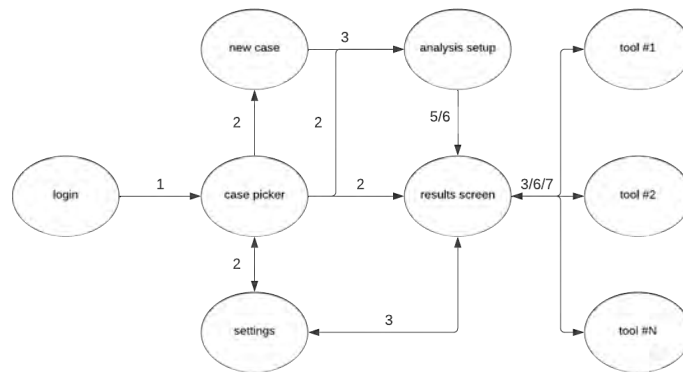 new case
3
analysis setup
tool #1
2
2
5/6
login
1
case picker
2
results screen
3/6/7
tool #2
2
settings
3
tool #N